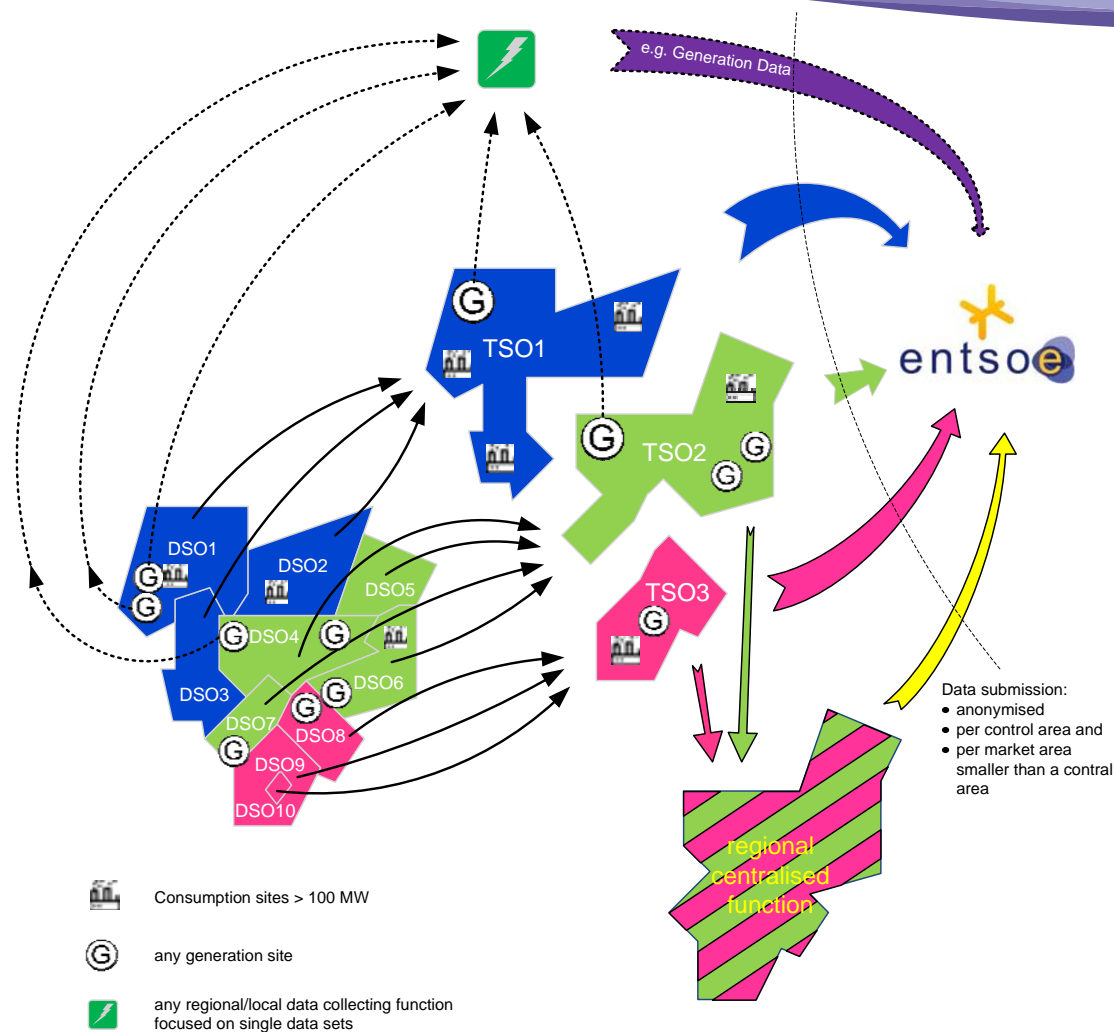 e.g. Generation Data
G
TSO1
entsoe
G
TSO2
G
G
DSO1
DSO2
G
G
DSO5
TSO3
G
G
DSO4
G
DSO3
DSO6
G
G
DSO7
DSO8
G
DSO9
DSO10
Data submission:
• anonymised
• per control area and
• per market area
smaller than a contral
area
regional
centralised
function
Consumption sites > 100 MW
G
any generation site
any regional/local data collecting function
focused on single data sets